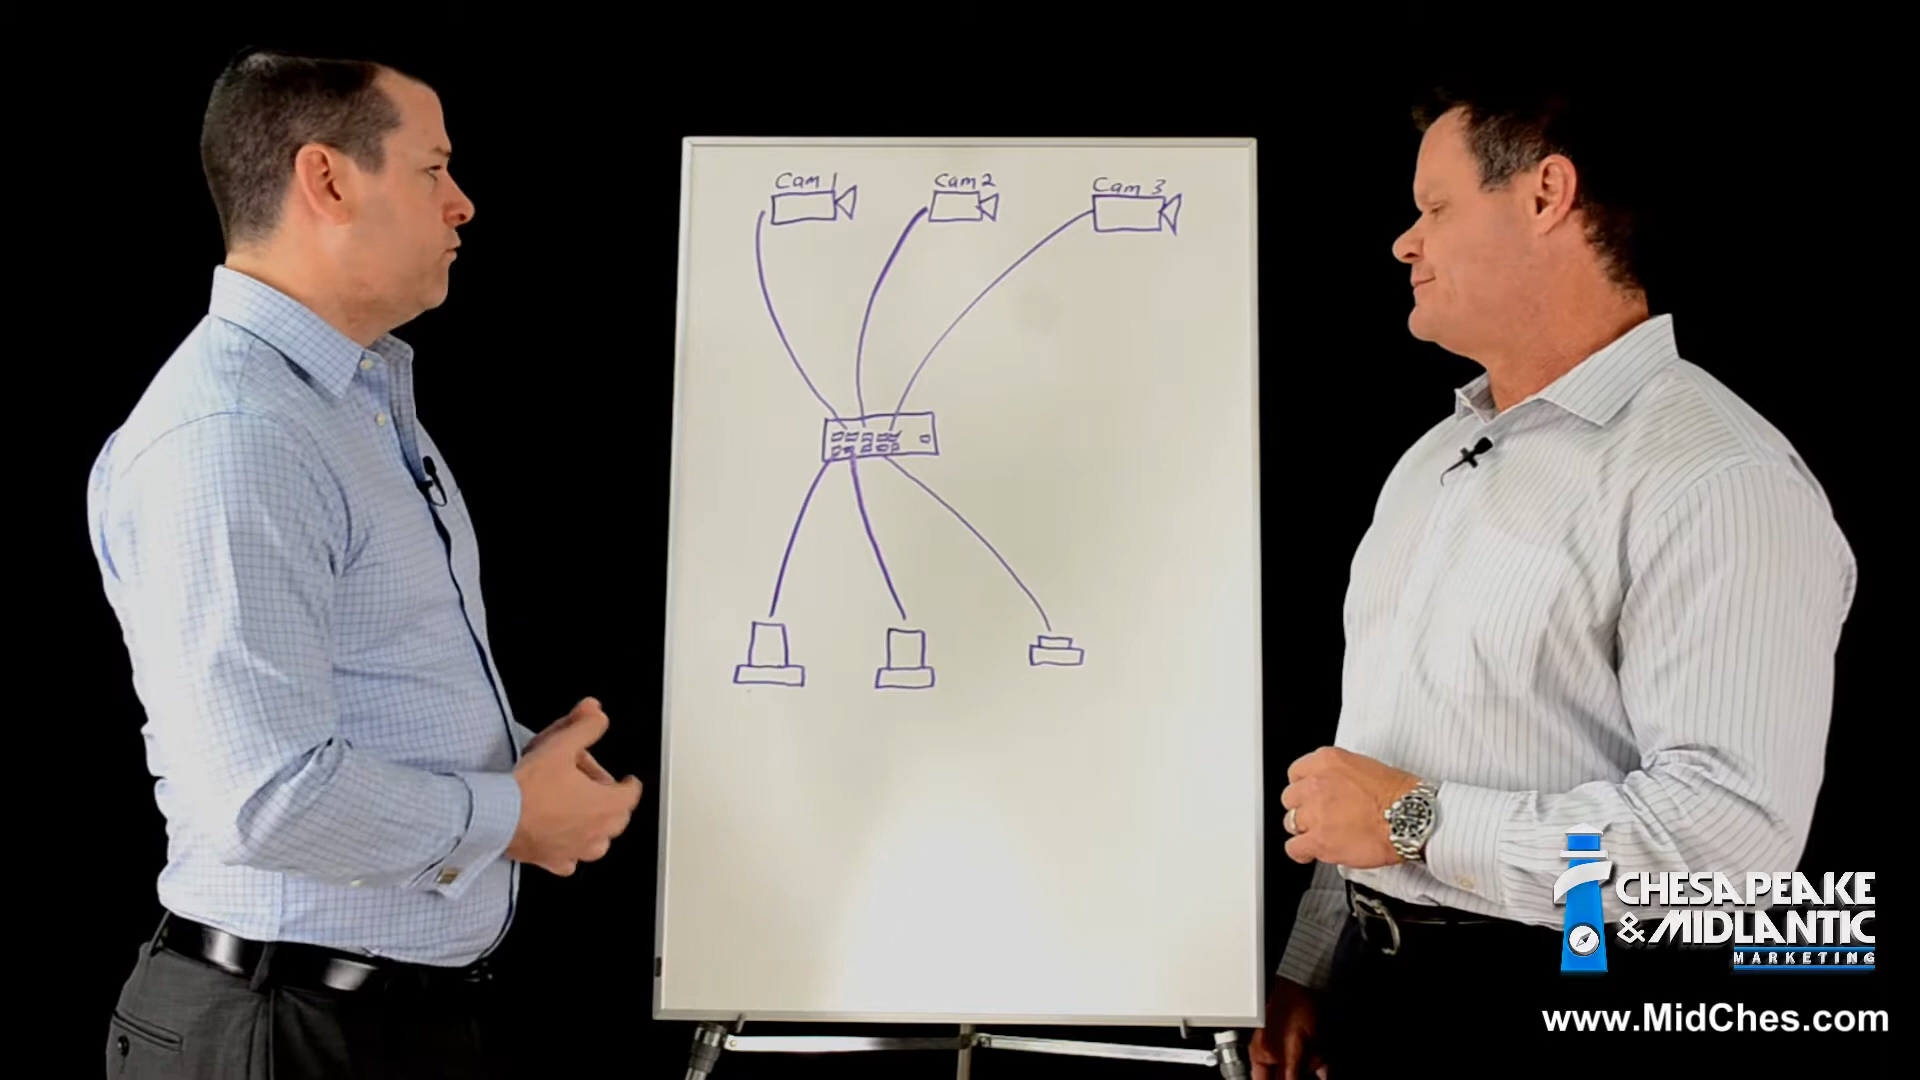 Cam 1
Cam 2
Cam 3
CHESAPEAKE
& MIDLANTIC
MARKETING
www.MidChes.com